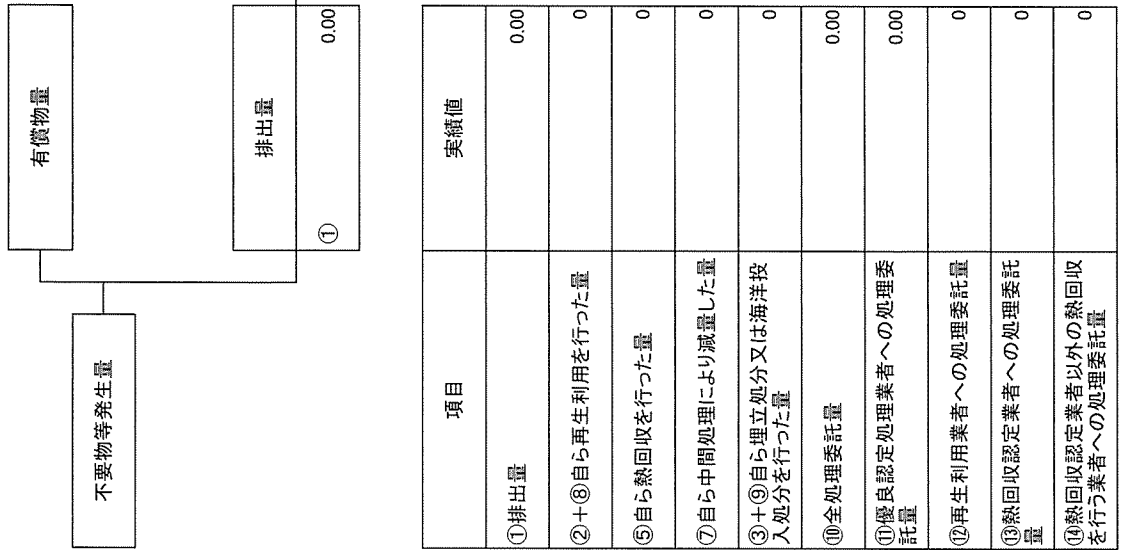 不要物等発生量
有償物量
排出量
① 0.00
項目 実績値
①排出量 0.00
②＋⑧自ら再生利用を行った量 0
⑤自ら熱回収を行った量 0
⑦自ら中間処理により減量した量 0
③＋⑨自ら埋立処分又は海洋投
入処分を行った量 0
⑩全処理委託量 0.00
⑪優良認定処理業者への処理委
託量 0.00
⑫再生利用業者への処理委託量 0
⑬熱回収認定業者への処理委託
量 0
⑭熱回収認定業者以外の熱回収
を行う業者への処理委託量 0